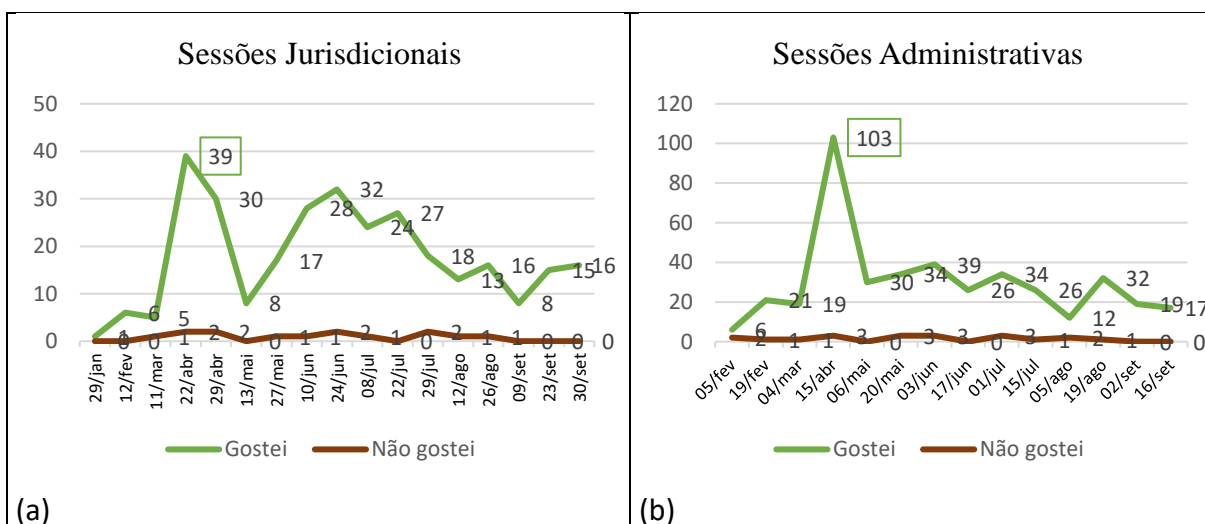 Sessões Jurisdicionais
50
40
30
20
10
0
39
30
32
28
27
24
17
18
16
13
15
16
8
8
6
5
1
0
0
1
2
2
0
1
1
2
1
0
2
1
1
0
0
0
29/jan
12/fev
11/mar
22/abr
29/abr
13/mai
27/mai
10/jun
24/jun
08/jul
22/jul
29/jul
12/ago
26/ago
09/set
23/set
30/set
Gostei
Não gostei
(a)
Sessões Administrativas
120
100
80
60
40
20
0
103
39
30
34
34
32
26
26
21
19
19
17
12
6
2
1
1
3
0
3
3
0
3
1
2
1
0
0
05/fev
19/fev
04/mar
15/abr
06/mai
20/mai
03/jun
17/jun
01/jul
15/jul
05/ago
19/ago
02/set
16/set
Gostei
Não gostei
(b)